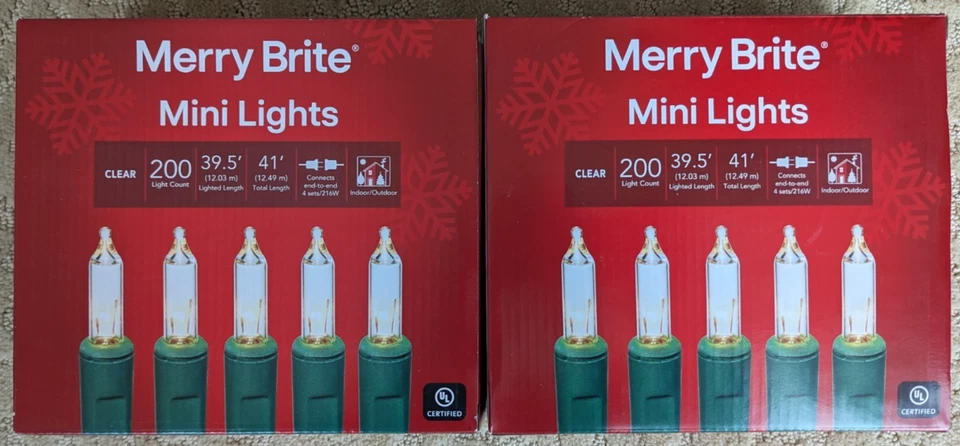 Merry Brite®
Mini Lights
CLEAR
200
Light Count
39.5'
(12.03 m)
Lighted Length
41'
(12.49 m)
Total Length
Connects
end-to-end
4 sets/216W
Indoor/Outdoor
UL
CERTIFIED
Merry Brite®
Mini Lights
CLEAR
200
Light Count
39.5'
(12.03 m)
Lighted Length
41'
(12.49 m)
Total Length
Connects
end-to-end
4 sets/216W
Indoor/Outdoor
UL
CERTIFIED